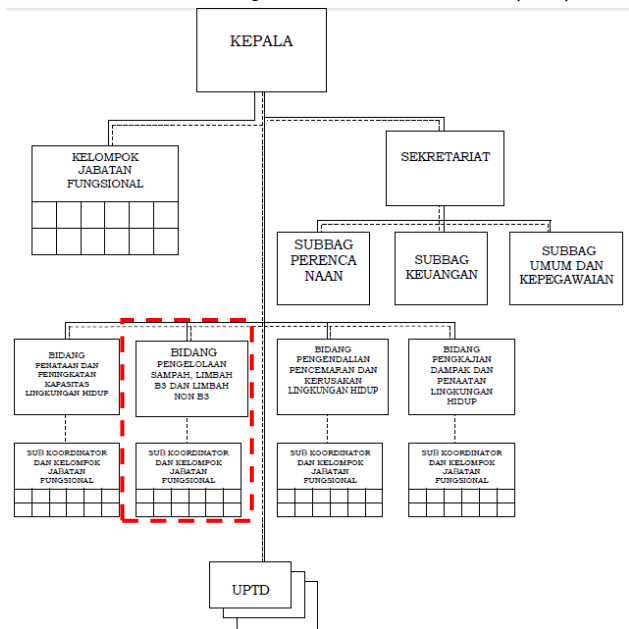 KEPALA
KELOMPOK
JABATAN
FUNGSIONAL
SEKRETARIAT
SUBBAG
PERENCA
NAAN
SUBBAG
KEUANGAN
SUBBAG
UMUM DAN
KEPEGAWAIAN
BIDANG
PENATAAN DAN
PENINGKATAN
KAPASITAS
LINGKUNGAN HIDUP
BIDANG
PENGELOLAAN
SAMPAH, LIMBAH
B3 DAN LIMBAH
NON B3
BIDANG
PENGENDALIAN
PENCEMARAN DAN
KERUSAKAN
LINGKUNGAN HIDUP
BIDANG
PENGKAJIAN
DAMPAK DAN
PENAATAN
LINGKUNGAN
HIDUP
SUB KOORDINATOR
DAN KELOMPOK
JABATAN
FUNGSIONAL
SUB KOORDINATOR
DAN KELOMPOK
JABATAN
FUNGSIONAL
SUB KOORDINATOR
DAN KELOMPOK
JABATAN
FUNGSIONAL
SUB KOORDINATOR
DAN KELOMPOK
JABATAN
FUNGSIONAL
UPTD